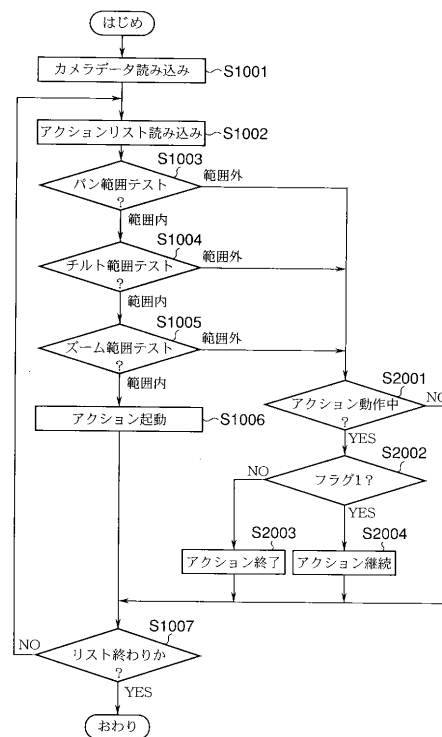 はじめ
カメラデータ読み込み
S1001
アクションリスト読み込み
S1002
S1003
パン範囲テスト
?
範囲外
範囲内
S1004
チルト範囲テスト
?
範囲外
範囲内
S1005
ズーム範囲テスト
?
範囲外
範囲内
アクション起動
S1006
S2001
アクション動作中
?
NO
YES
S2002
フラグ1?
NO
YES
S2003
アクション終了
S2004
アクション継続
S1007
リスト終わりか
?
NO
YES
おわり